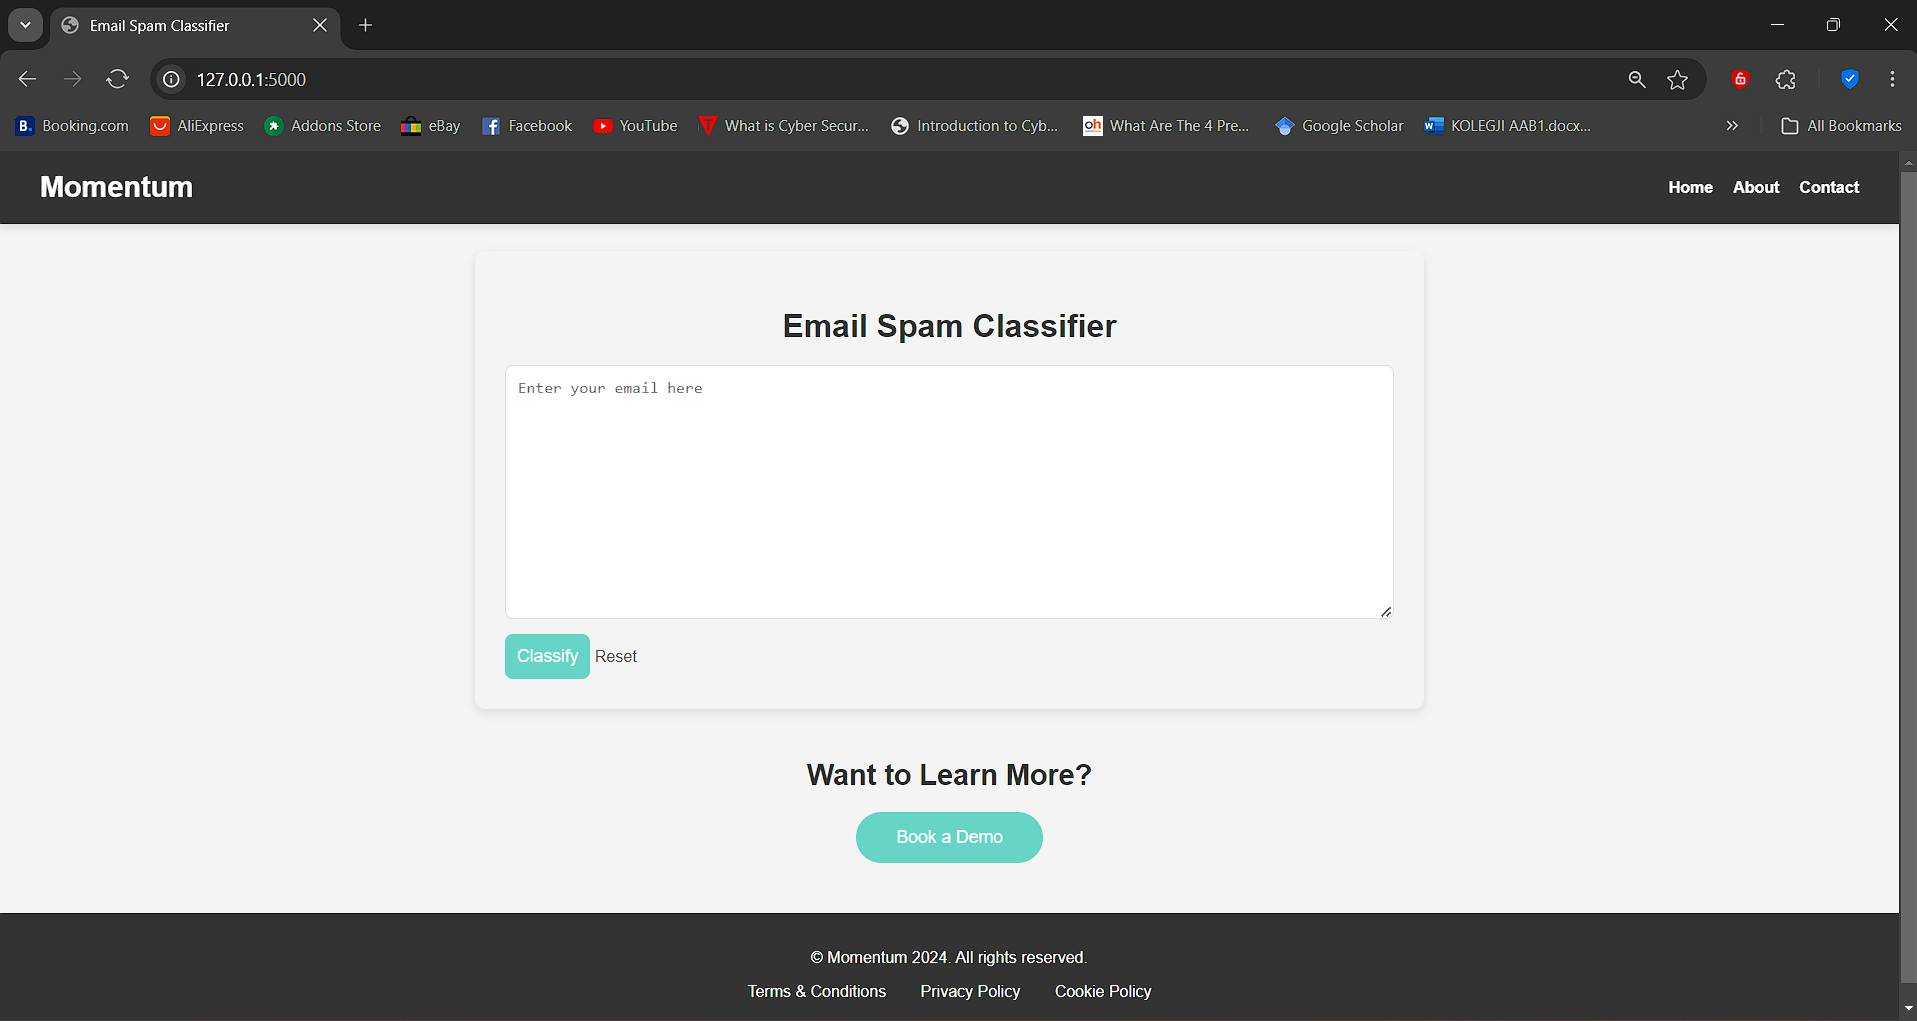 Email Spam Classifier
127.0.0.1:5000
B. Booking.com AliExpress Addons Store eBay Facebook YouTube What is Cyber Secur... Introduction to Cyb... oh What Are The 4 Pre... Google Scholar W KOLEGJI AAB1.docx... All Bookmarks
Momentum Home About Contact
Email Spam Classifier
Enter your email here
Classify Reset
Want to Learn More?
Book a Demo
© Momentum 2024. All rights reserved.
Terms & Conditions Privacy Policy Cookie Policy